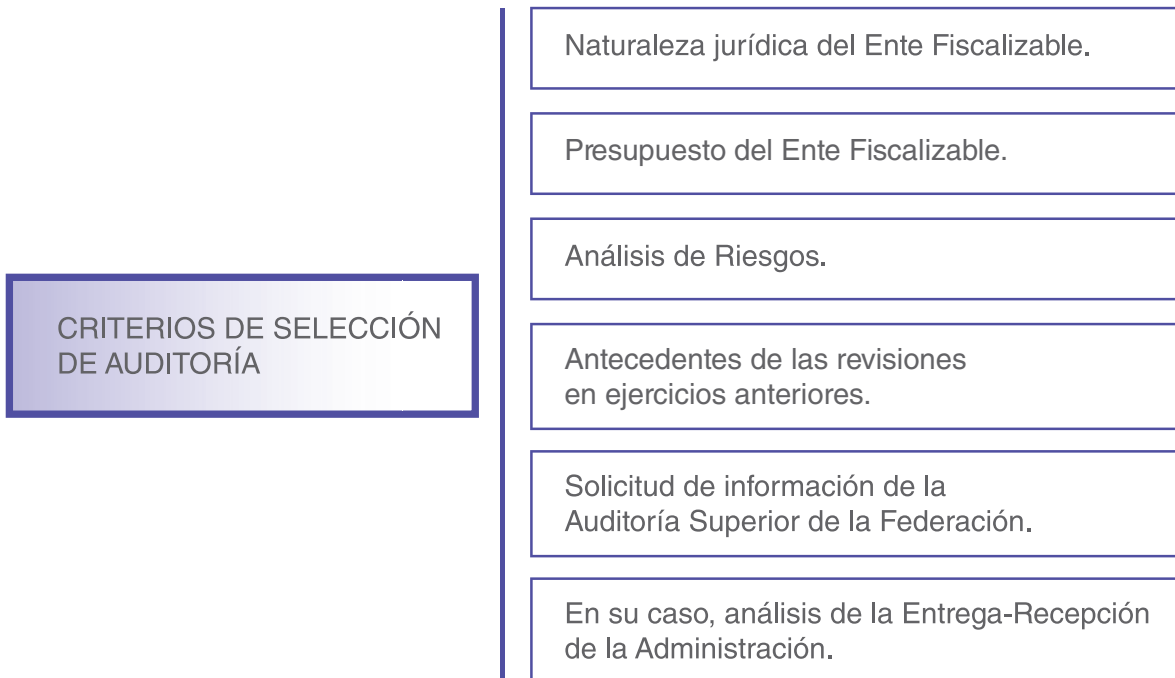 CRITERIOS DE SELECCIÓN
DE AUDITORÍA
Naturaleza jurídica del Ente Fiscalizable.
Presupuesto del Ente Fiscalizable.
Análisis de Riesgos.
Antecedentes de las revisiones
en ejercicios anteriores.
Solicitud de información de la
Auditoría Superior de la Federación.
En su caso, análisis de la Entrega-Recepción
de la Administración.